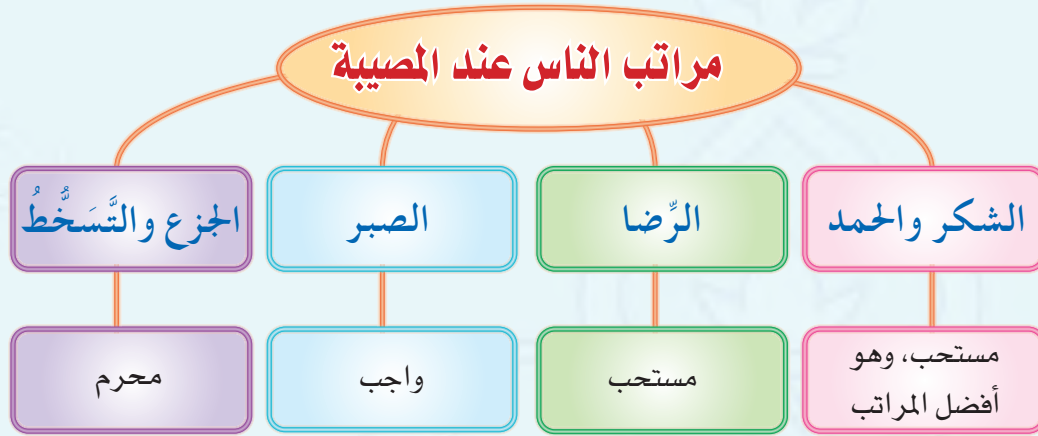 مراتب الناس عند المصيبة
الشكر والحمد
الرِّضا
الصبر
الجزع والتَّسَخُّطُ
مستحب، وهو
أفضل المراتب
مستحب
واجب
محرم